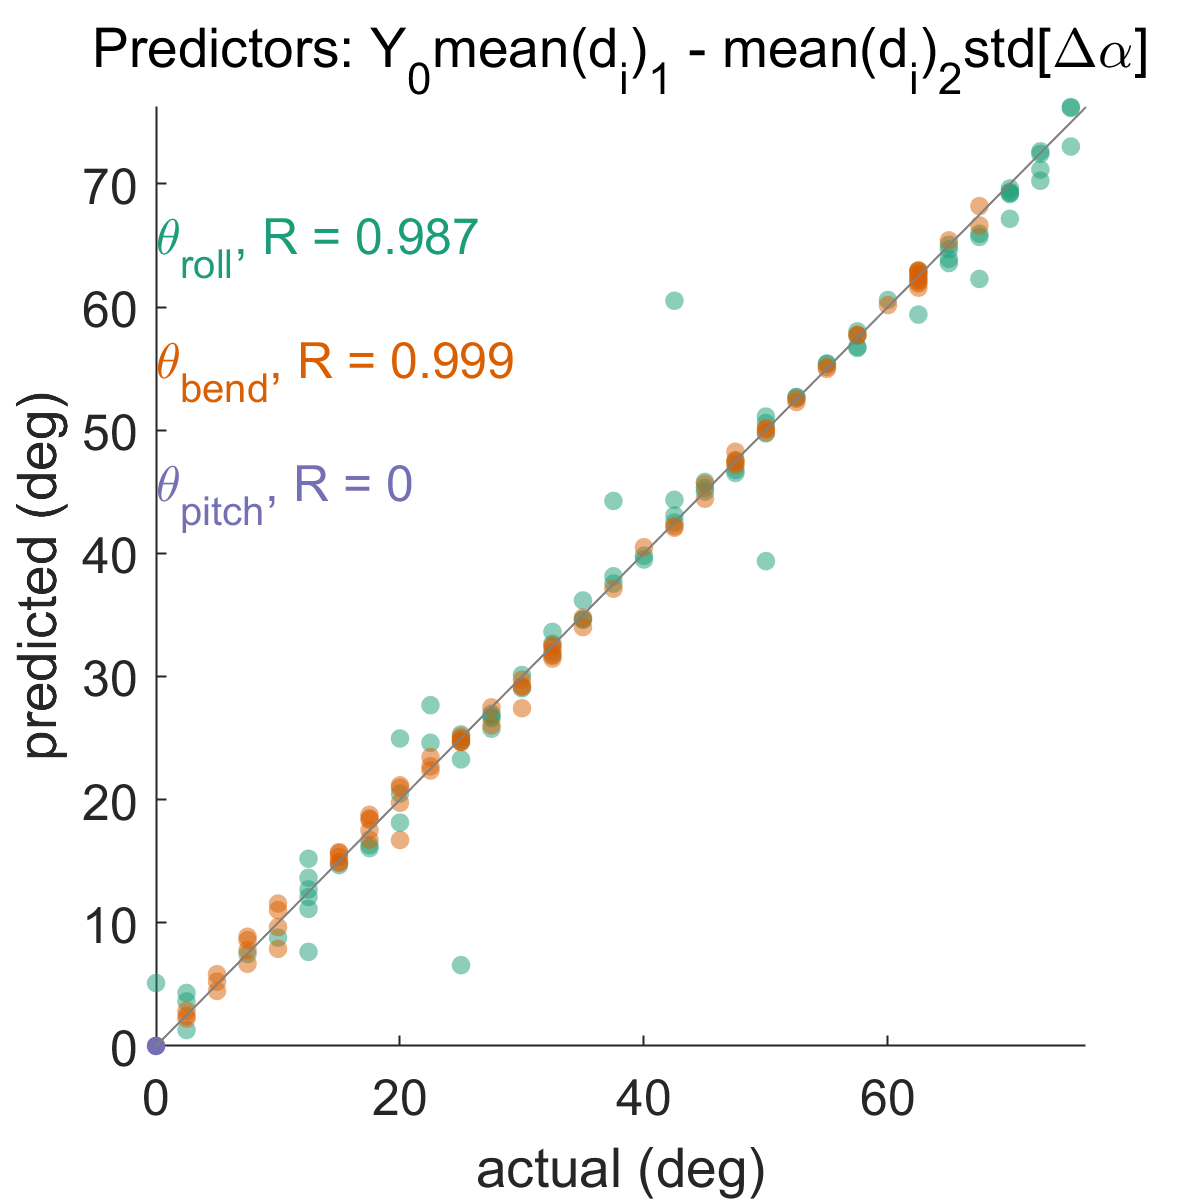 Predictors: Y₀mean(dᵢ)₁ - mean(dᵢ)₂std[Δα]
θroll, R = 0.987
θbend, R = 0.999
θpitch, R = 0
predicted (deg)
70
60
50
40
30
20
10
0
0 20 40 60
actual (deg)